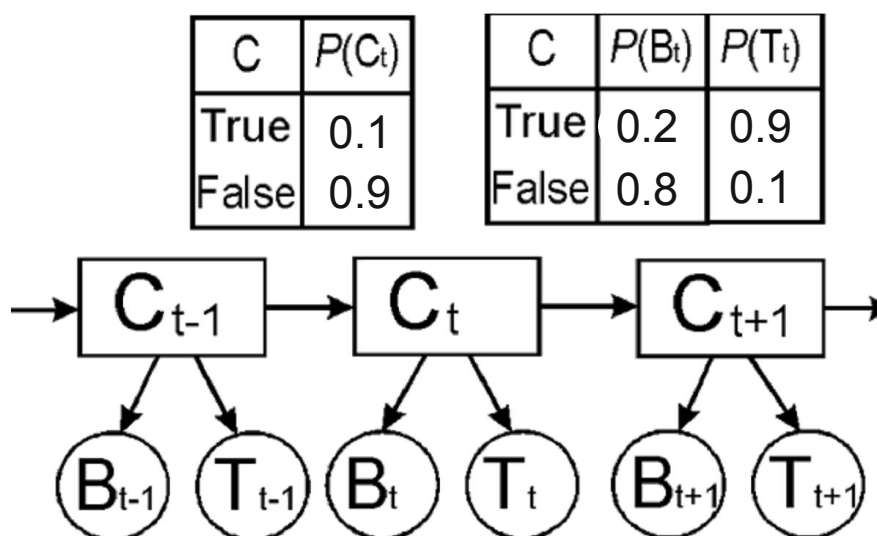 C P(Ct) C P(Bt) P(Tt)
True 0.1 True 0.2 0.9
False 0.9 False 0.8 0.1
Ct-1 Ct Ct+1
Bt-1 Tt-1 Bt Tt Bt+1 Tt+1